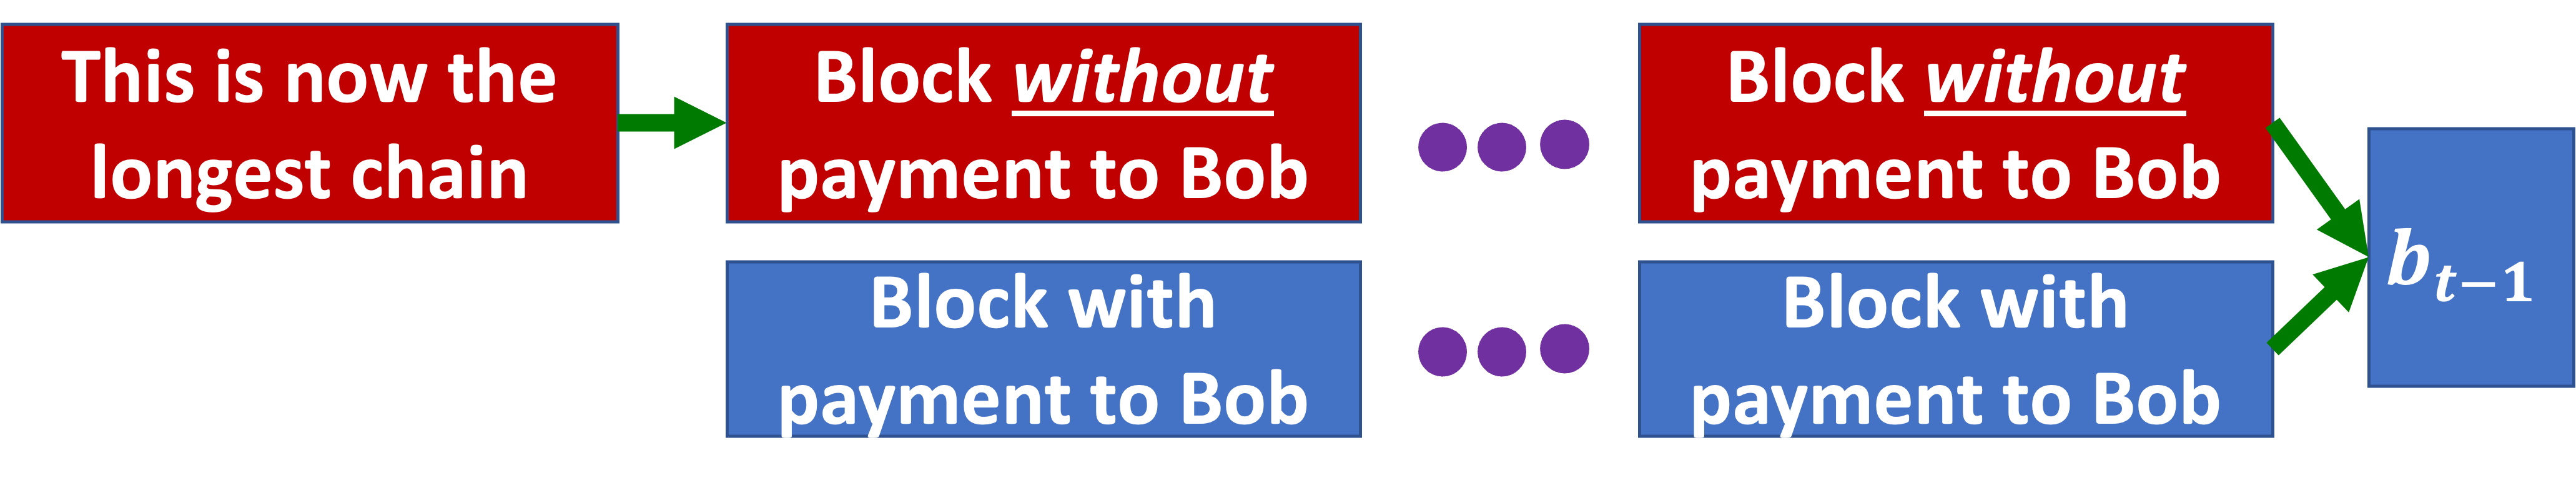 This is now the
longest chain
Block without
payment to Bob
Block without
payment to Bob
Block with
payment to Bob
Block with
payment to Bob
b_{t-1}